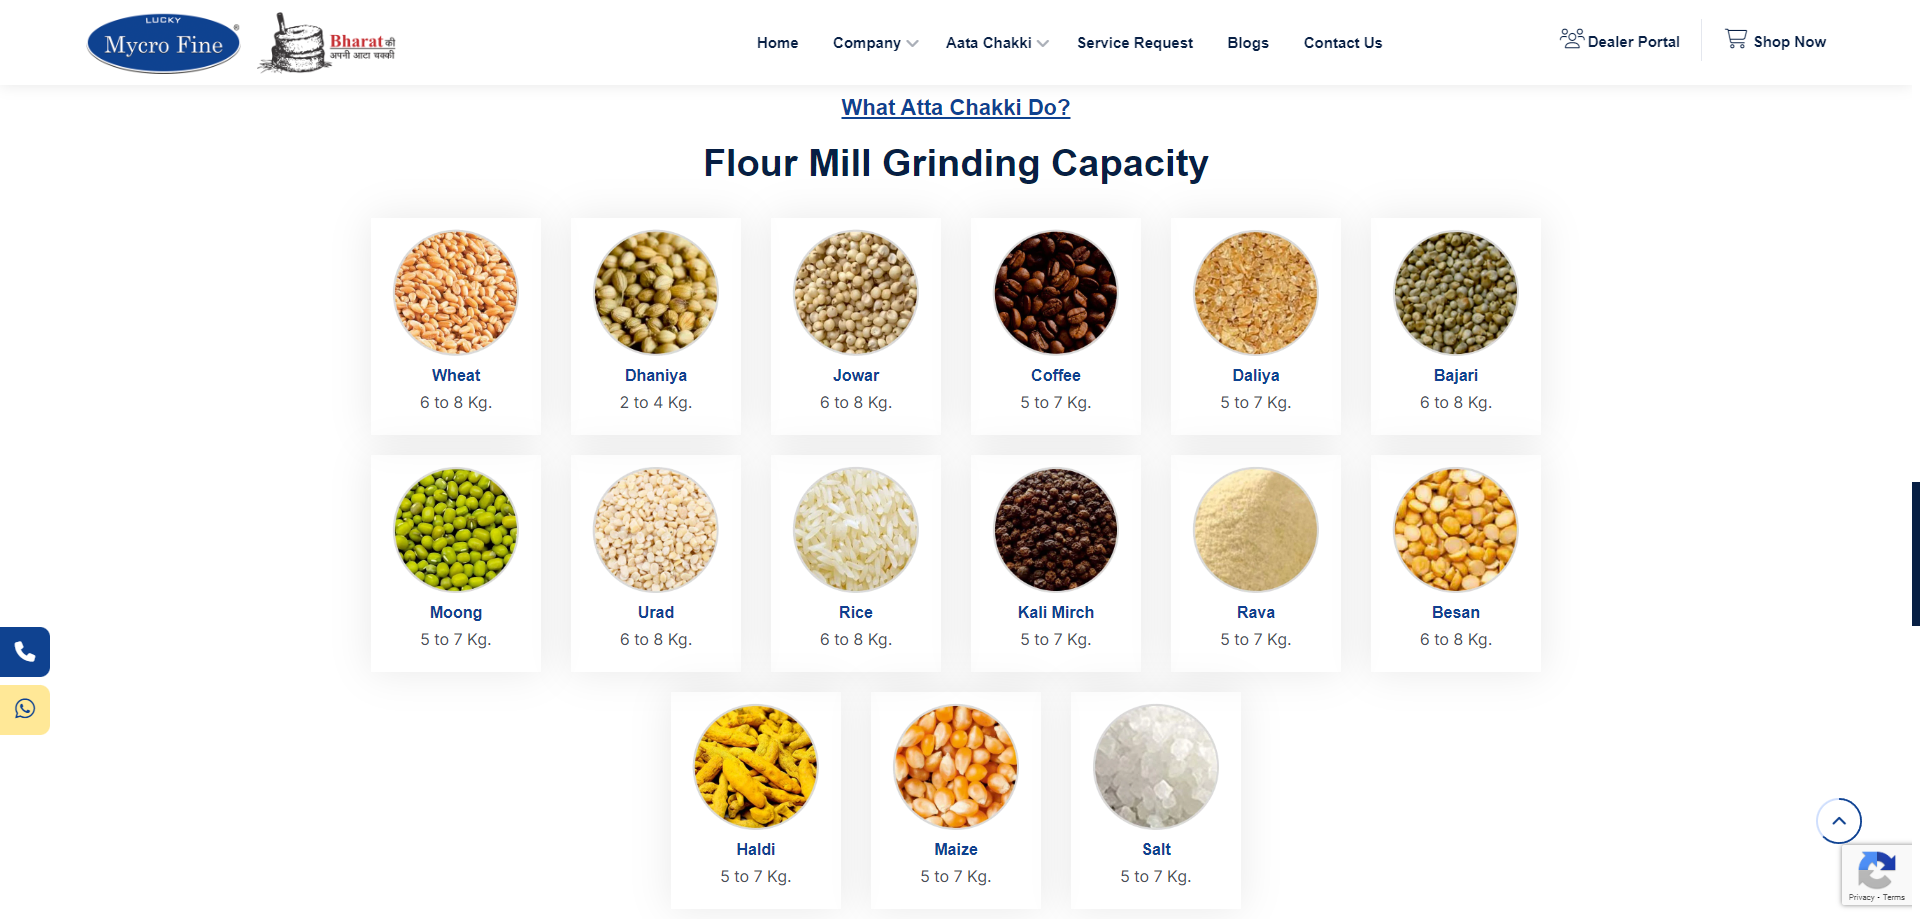 LUCKY
Mycro Fine
®
Bharat की
अपनी आटा चक्की
Home
Company
Aata Chakki
Service Request
Blogs
Contact Us
Dealer Portal
Shop Now
What Atta Chakki Do?
Flour Mill Grinding Capacity
Wheat
6 to 8 Kg.
Dhaniya
2 to 4 Kg.
Jowar
6 to 8 Kg.
Coffee
5 to 7 Kg.
Daliya
5 to 7 Kg.
Bajari
6 to 8 Kg.
Moong
5 to 7 Kg.
Urad
6 to 8 Kg.
Rice
6 to 8 Kg.
Kali Mirch
5 to 7 Kg.
Rava
5 to 7 Kg.
Besan
6 to 8 Kg.
Haldi
5 to 7 Kg.
Maize
5 to 7 Kg.
Salt
5 to 7 Kg.
Privacy - Terms